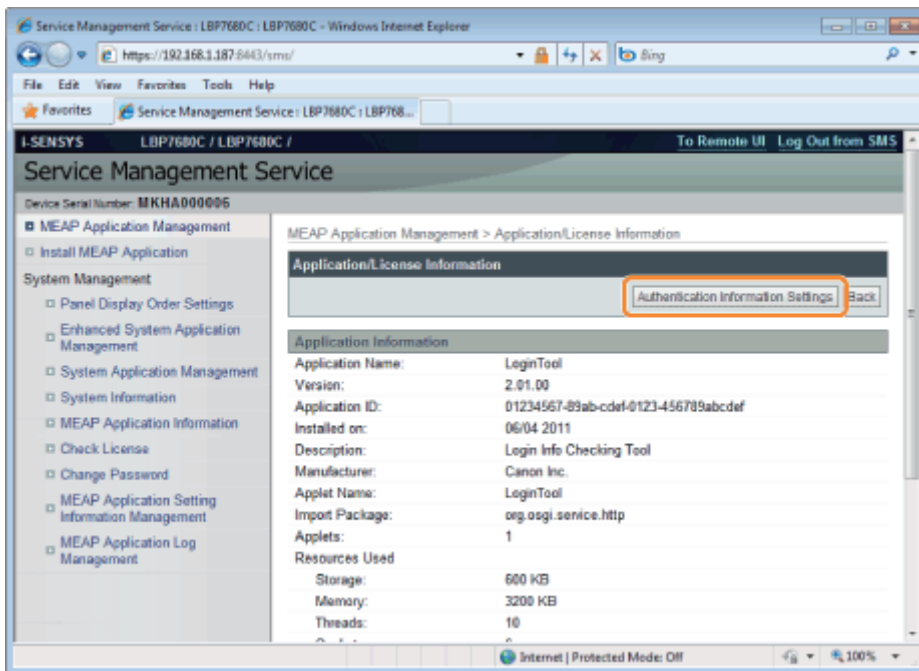 Service Management Service : LBP7680C : LBP7680C - Windows Internet Explorer
https://192.168.1.187:8443/sms/
Bing
File Edit View Favorites Tools Help
Favorites
Service Management Service : LBP7680C : LBP768...
i-SENSYS LBP7680C / LBP7680C /
To Remote UI Log Out from SMS
Service Management Service
Device Serial Number: MKHA000006
MEAP Application Management
Install MEAP Application
System Management
Panel Display Order Settings
Enhanced System Application
Management
System Application Management
System Information
MEAP Application Information
Check License
Change Password
MEAP Application Setting
Information Management
MEAP Application Log
Management
MEAP Application Management > Application/License Information
Application/License Information
Authentication Information Settings
Back
Application Information
Application Name: LoginTool
Version: 2.01.00
Application ID: 01234567-89ab-cdef-0123-456789abcdef
Installed on: 06/04 2011
Description: Login Info Checking Tool
Manufacturer: Canon Inc.
Applet Name: LoginTool
Import Package: org.osgi.service.http
Applets: 1
Resources Used
Storage: 600 KB
Memory: 3200 KB
Threads: 10
Internet | Protected Mode: Off
100%